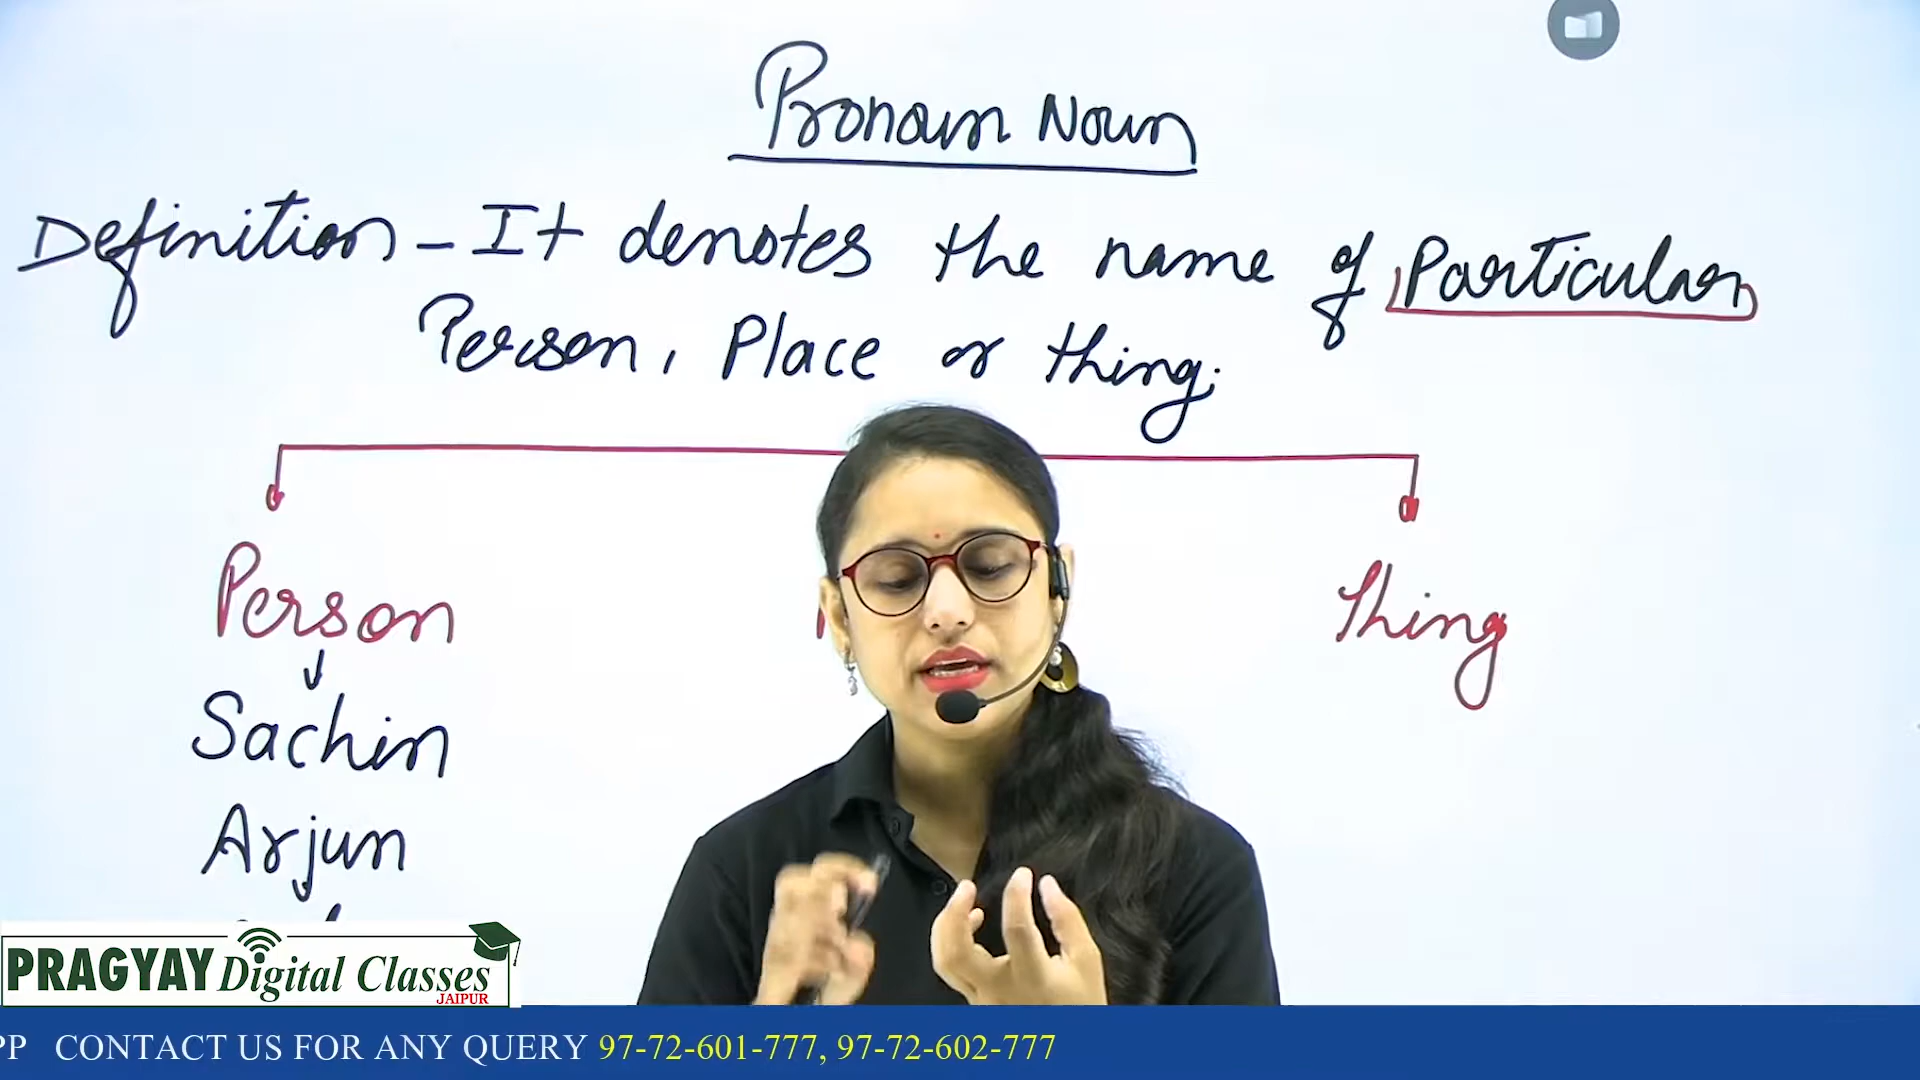 Pronoun Noun
Definition - It denotes the name of Particular
Person, Place or thing.
Person
Thing
Sachin
Arjun
PRAGYAY Digital Classes
JAIPUR
PP CONTACT US FOR ANY QUERY 97-72-601-777, 97-72-602-777